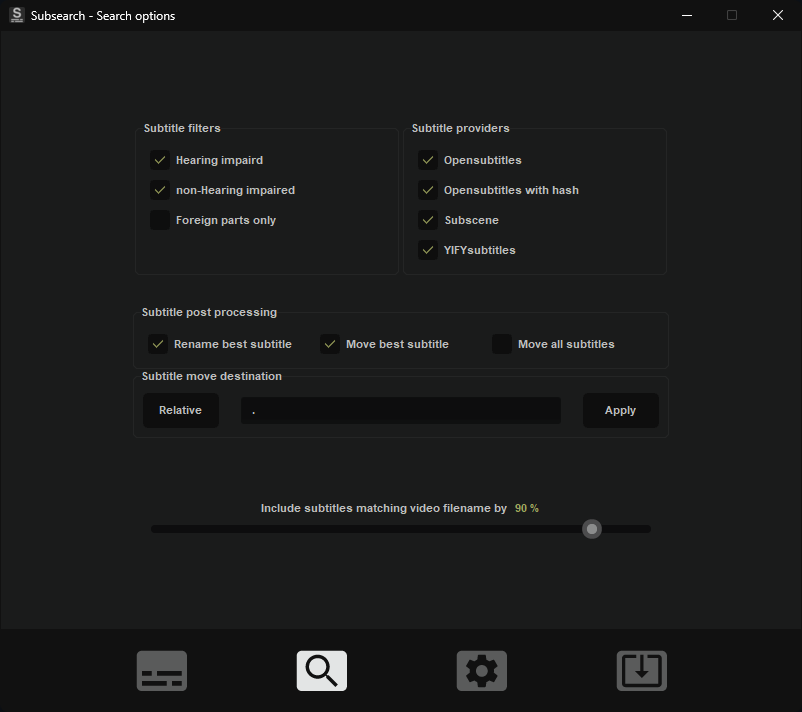 Subsearch - Search options
Subtitle filters
Hearing impaird
non-Hearing impaired
Foreign parts only
Subtitle providers
Opensubtitles
Opensubtitles with hash
Subscene
YIFYsubtitles
Subtitle post processing
Rename best subtitle
Move best subtitle
Move all subtitles
Subtitle move destination
Relative
.
Apply
Include subtitles matching video filename by 90 %